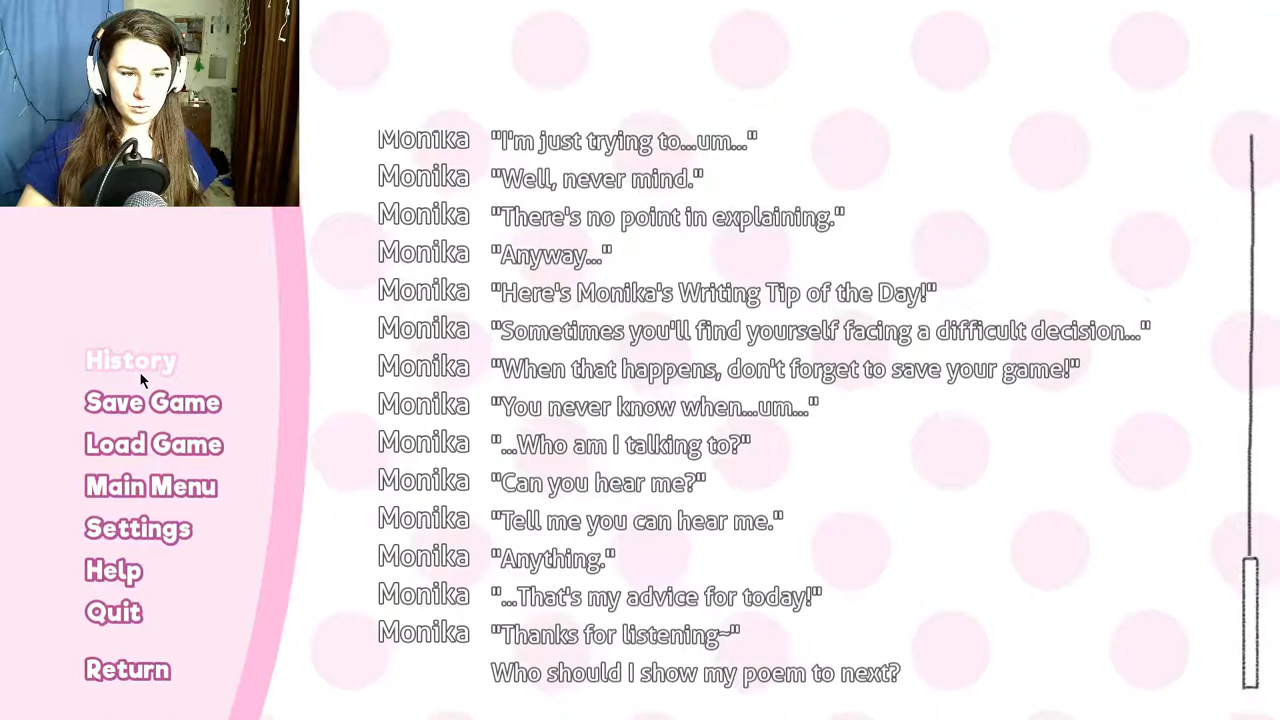 History
Save Game
Load Game
Main Menu
Settings
Help
Quit
Return
Monika "I'm just trying to...um..."
Monika "Well, never mind."
Monika "There's no point in explaining."
Monika "Anyway..."
Monika "Here's Monika's Writing Tip of the Day!"
Monika "Sometimes you'll find yourself facing a difficult decision..."
Monika "When that happens, don't forget to save your game!"
Monika "You never know when...um..."
Monika "...Who am I talking to?"
Monika "Can you hear me?"
Monika "Tell me you can hear me."
Monika "Anything."
Monika "...That's my advice for today!"
Monika "Thanks for listening~"
Who should I show my poem to next?